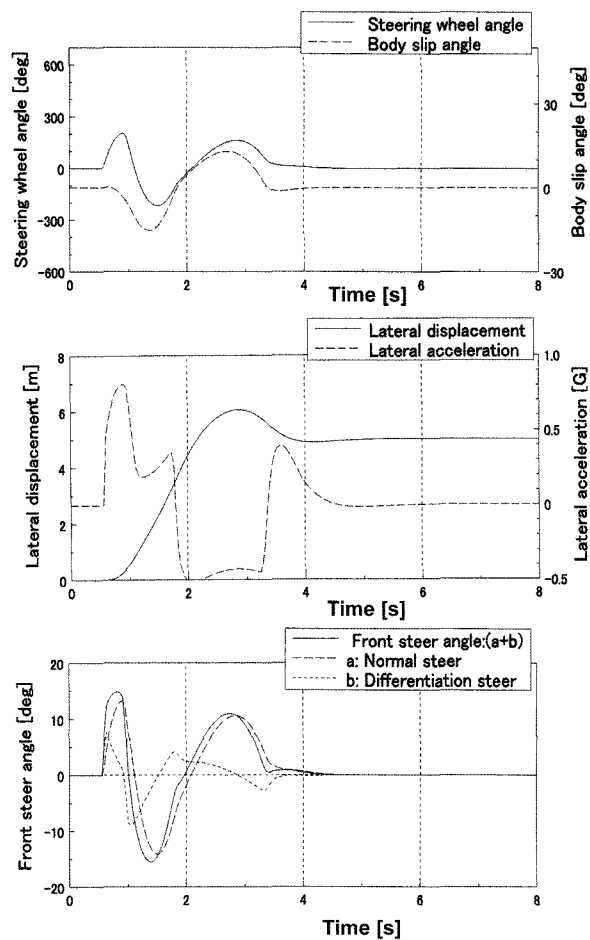 Steering wheel angle
Body slip angle
Steering wheel angle [deg]
600
300
0
-300
-600
30
0
-30
Body slip angle [deg]
0
2
4
6
8
Time [s]
Lateral displacement
Lateral acceleration
Lateral displacement [m]
8
6
4
2
0
1.0
0.5
0
-0.5
Lateral acceleration [G]
0
2
4
6
8
Time [s]
Front steer angle:(a+b)
a: Normal steer
b: Differentiation steer
Front steer angle [deg]
20
10
0
-10
-20
0
2
4
6
8
Time [s]